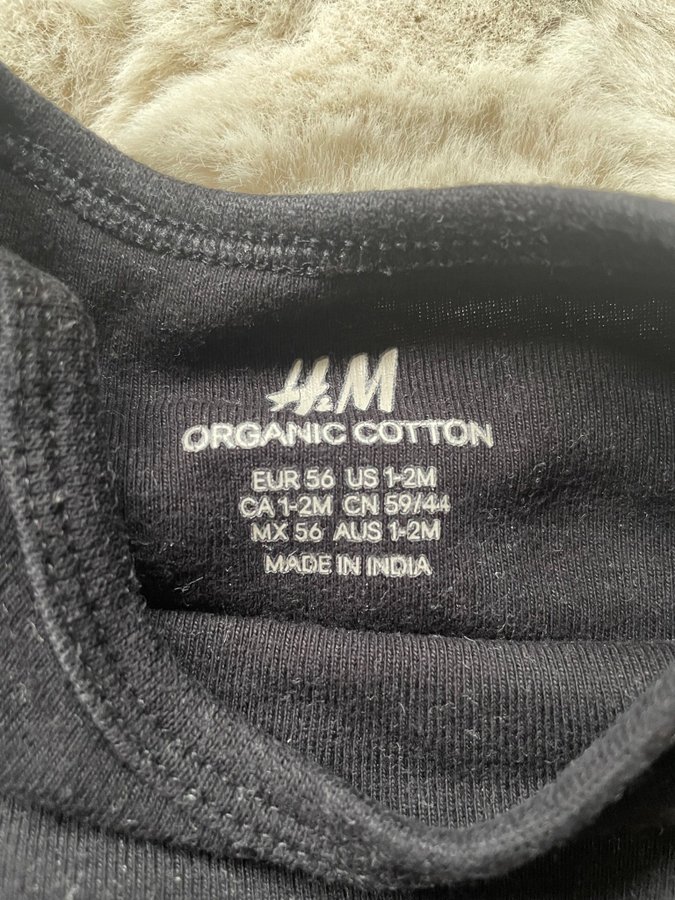 H&M
ORGANIC COTTON
EUR 56 US 1-2M
CA 1-2M CN 59/44
MX 56 AUS 1-2M
MADE IN INDIA